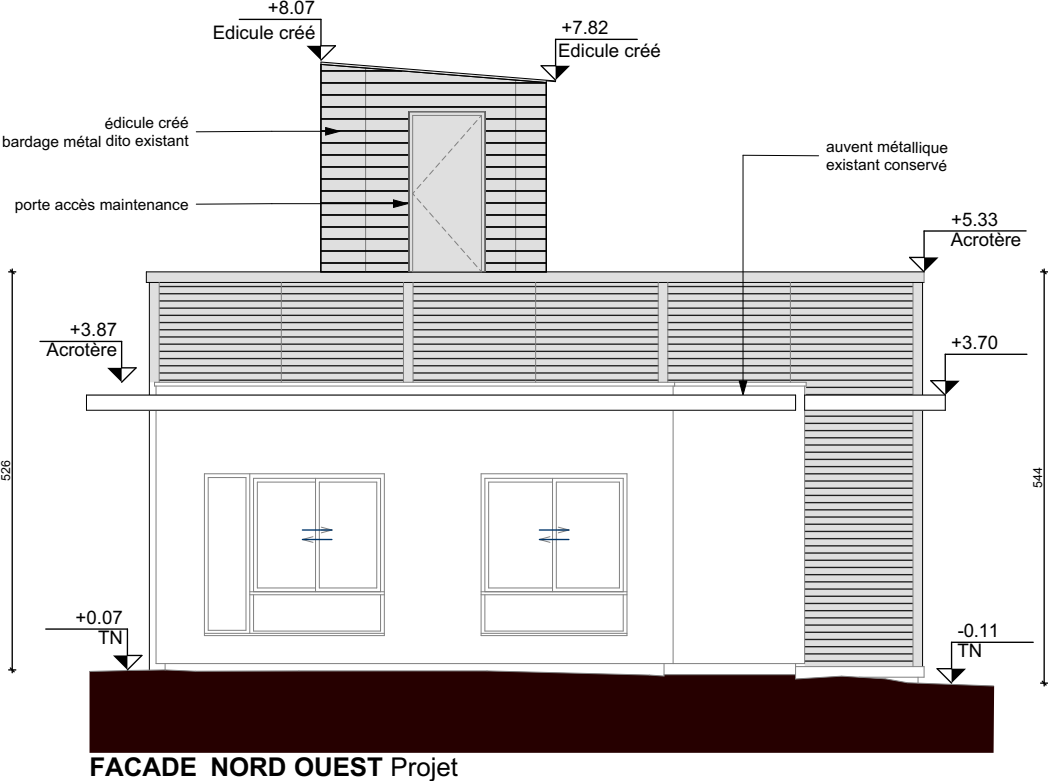 +8.07
Edicule créé
+7.82
Edicule créé
édicule créé
bardage métal dito existant
auvent métallique
existant conservé
porte accès maintenance
+5.33
Acrotère
+3.87
Acrotère
+3.70
526
544
+0.07
TN
-0.11
TN
FACADE NORD OUEST Projet